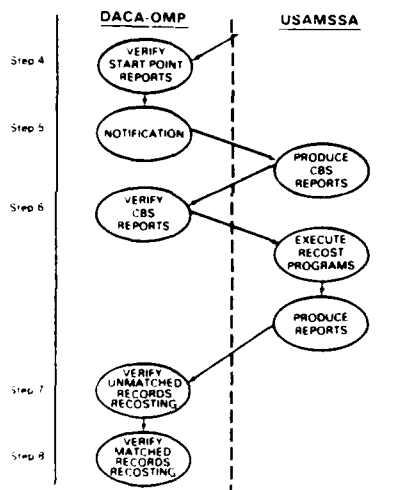 DACA-OMP
USAMSSA
Step 4
VERIFY
START POINT
REPORTS
Step 5
NOTIFICATION
PRODUCE
CBS
REPORTS
Step 6
VERIFY
CBS
REPORTS
EXECUTE
RECOST
PROGRAMS
PRODUCE
REPORTS
Step 7
VERIFY
UNMATCHED
RECORDS
RECOSTING
Step 8
VERIFY
MATCHED
RECORDS
RECOSTING